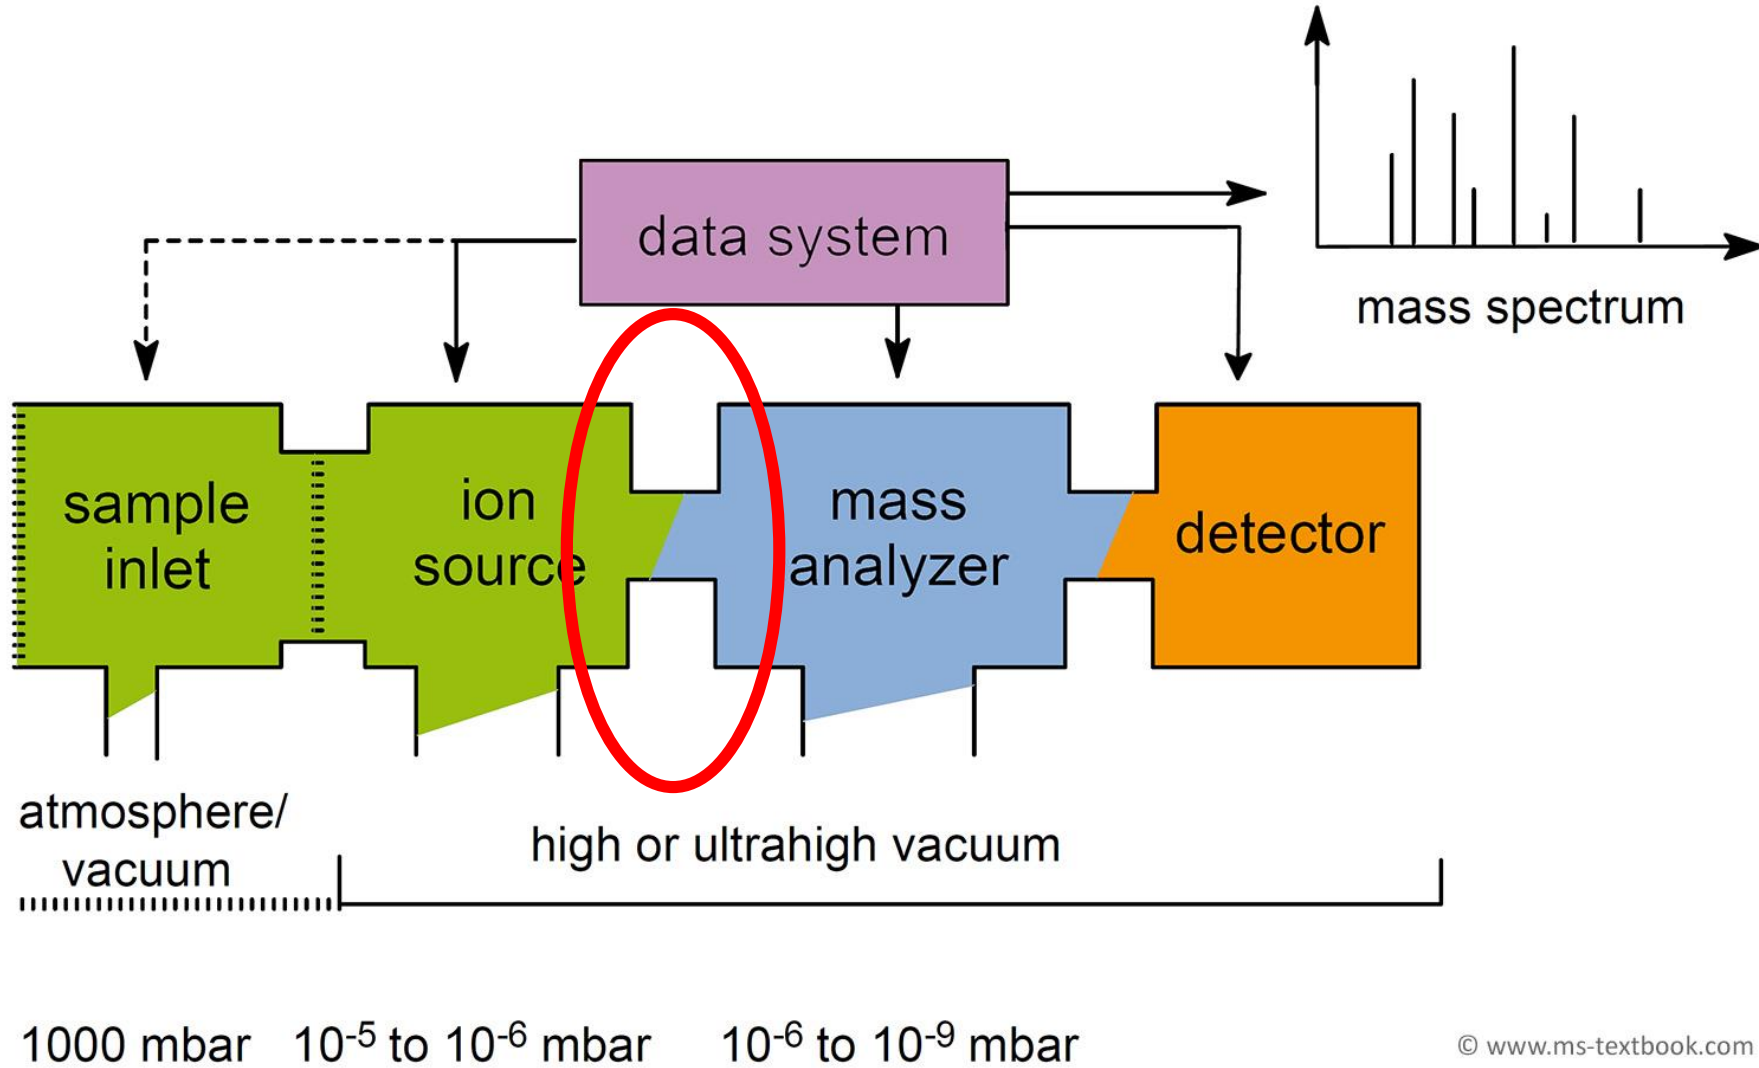 data system
mass spectrum
sample
inlet
ion
source
mass
analyzer
detector
atmosphere/
vacuum
high or ultrahigh vacuum
1000 mbar
10⁻⁵ to 10⁻⁶ mbar
10⁻⁶ to 10⁻⁹ mbar
© www.ms-textbook.com